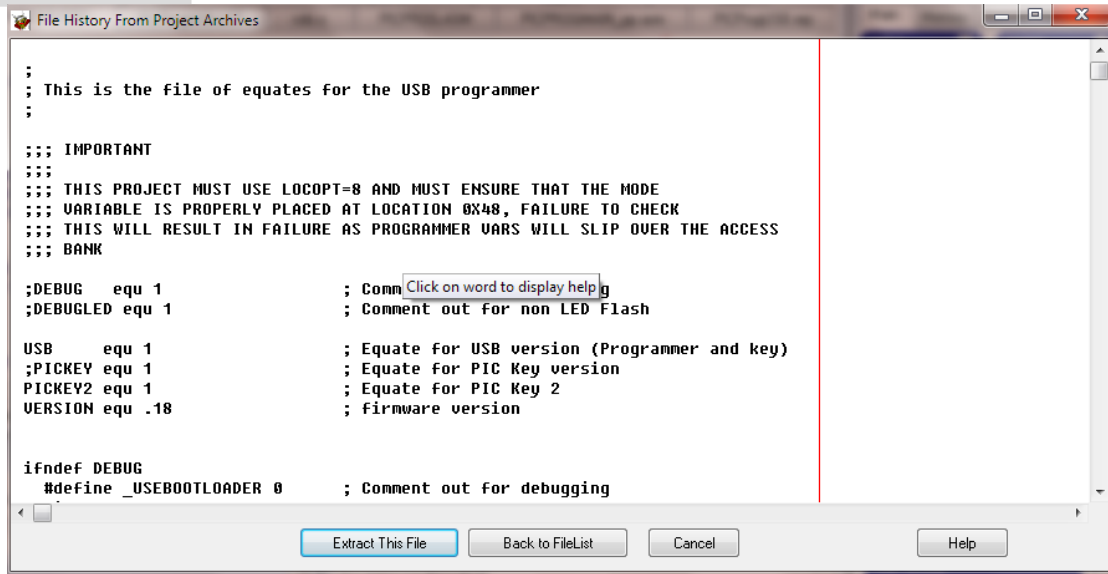 File History From Project Archives
;
; This is the file of equates for the USB programmer
;
;;; IMPORTANT
;;;
;;; THIS PROJECT MUST USE LOCOPT=8 AND MUST ENSURE THAT THE MODE
;;; VARIABLE IS PROPERLY PLACED AT LOCATION 0X48, FAILURE TO CHECK
;;; THIS WILL RESULT IN FAILURE AS PROGRAMMER VARS WILL SLIP OVER THE ACCESS
;;; BANK
;DEBUG equ 1 ; Comm Click on word to display help g
;DEBUGLED equ 1 ; Comment out for non LED Flash
USB equ 1 ; Equate for USB version (Programmer and key)
;PICKEY equ 1 ; Equate for PIC Key version
PICKEY2 equ 1 ; Equate for PIC Key 2
VERSION equ .18 ; firmware version
ifndef DEBUG
#define _USEBOOTLOADER 0 ; Comment out for debugging
Extract This File Back to FileList Cancel Help